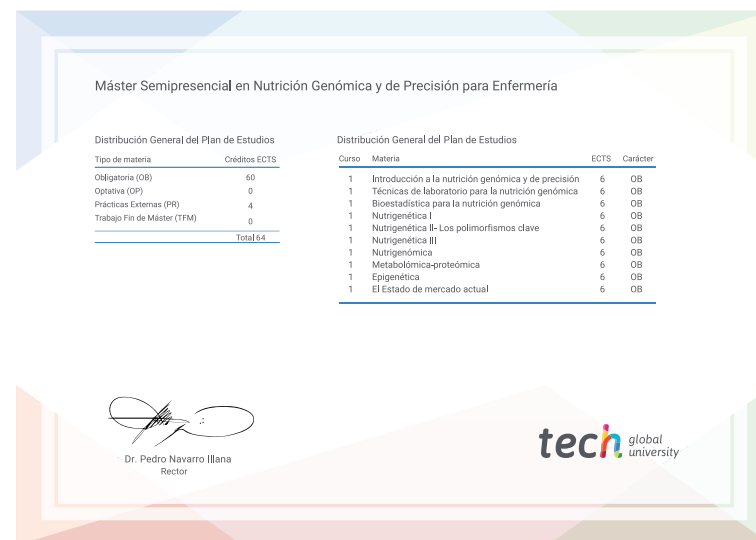 Máster Semipresencial en Nutrición Genómica y de Precisión para Enfermería
Distribución General del Plan de Estudios
Tipo de materia Créditos ECTS
Obligatoria (OB) 60
Optativa (OP) 0
Prácticas Externas (PR) 4
Trabajo Fin de Máster (TFM) 0
Total 64
Distribución General del Plan de Estudios
Curso Materia ECTS Carácter
1 Introducción a la nutrición genómica y de precisión 6 OB
1 Técnicas de laboratorio para la nutrición genómica 6 OB
1 Bioestadística para la nutrición genómica 6 OB
1 Nutrigenética I 6 OB
1 Nutrigenética II- Los polimorfismos clave 6 OB
1 Nutrigenética III 6 OB
1 Nutrigenómica 6 OB
1 Metabolómica-proteómica 6 OB
1 Epigenética 6 OB
1 El Estado de mercado actual 6 OB
Dr. Pedro Navarro Illana
Rector
tech global
university